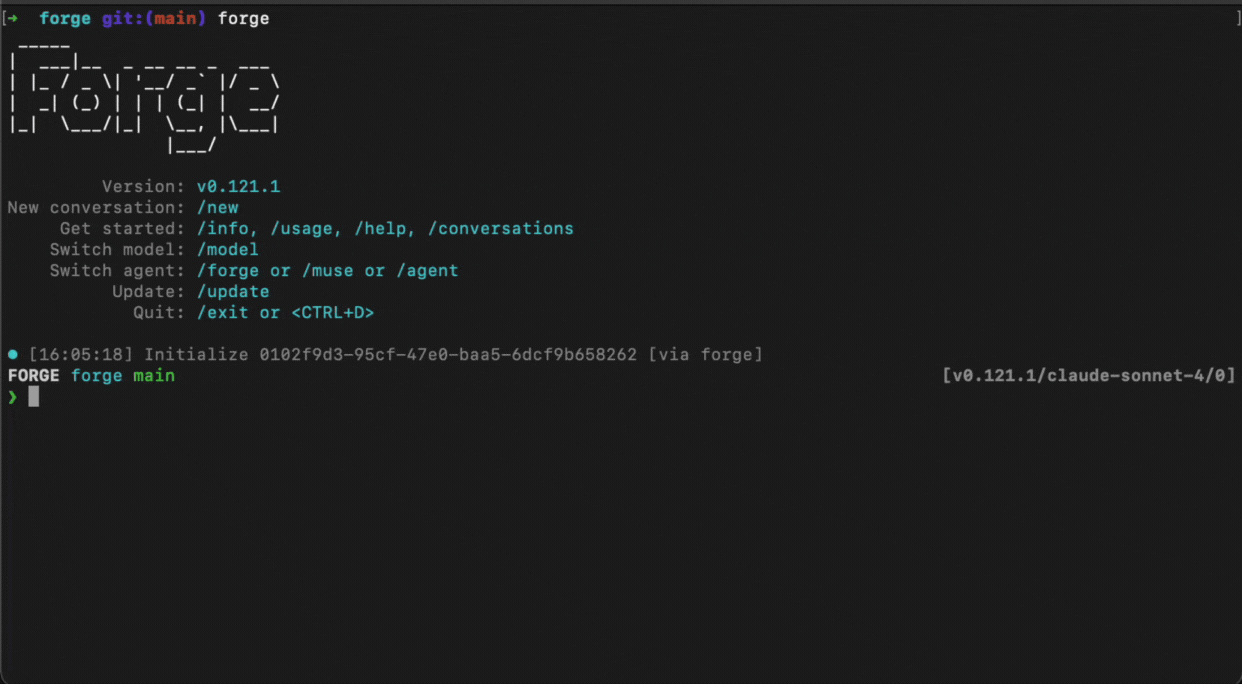 [➜  forge git:(main) forge ]
 _____
|  ___|__  _ __ __ _  ___
| |_ / _ \| '__/ _` |/ _ \
|  _| (_) | | | (_| |  __/
|_|  \___/|_|  \__, |\___|
               |___/
Version: v0.121.1
New conversation: /new
Get started: /info, /usage, /help, /conversations
Switch model: /model
Switch agent: /forge or /muse or /agent
Update: /update
Quit: /exit or <CTRL+D>
● [16:05:18] Initialize 0102f9d3-95cf-47e0-baa5-6dcf9b658262 [via forge]
FORGE forge main [v0.121.1/claude-sonnet-4/0]
❯